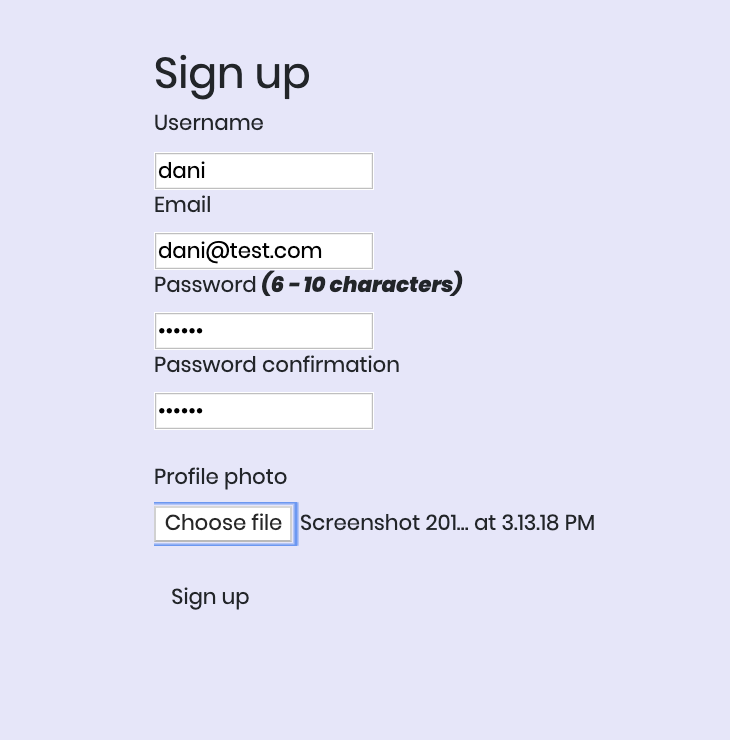 Sign up
Username
dani
Email
dani@test.com
Password (6 - 10 characters)
••••••
Password confirmation
••••••
Profile photo
Choose file Screenshot 201... at 3.13.18 PM
Sign up